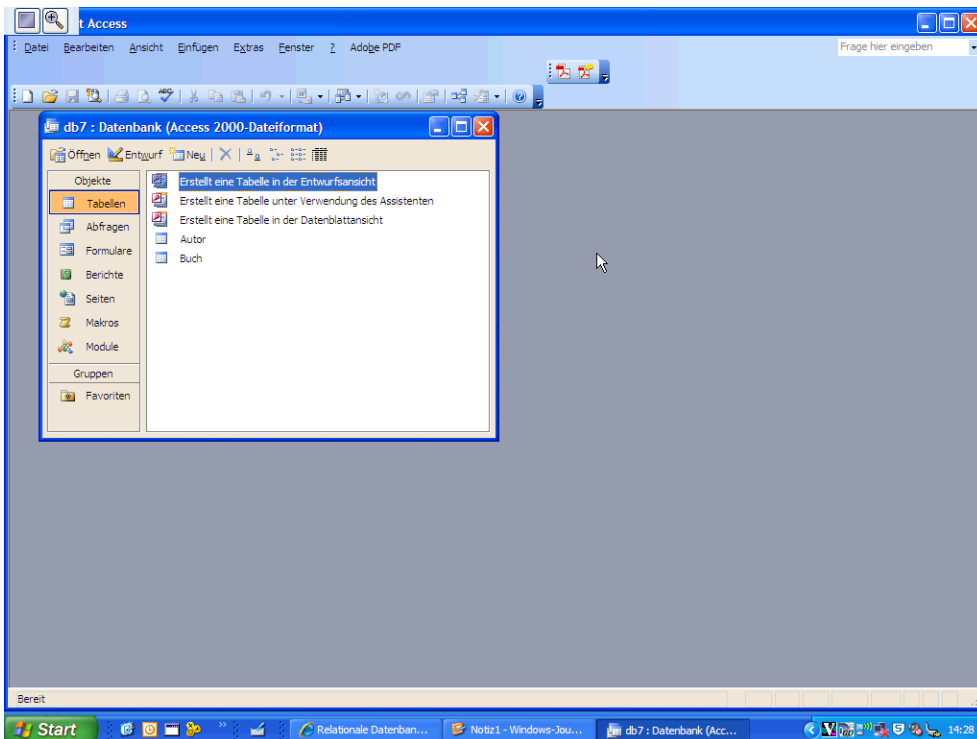 t Access
Datei Bearbeiten Ansicht Einfügen Extras Fenster ? Adobe PDF
Frage hier eingeben
db7 : Datenbank (Access 2000-Dateiformat)
Öffnen Entwurf Neu
Objekte
Tabellen
Abfragen
Formulare
Berichte
Seiten
Makros
Module
Gruppen
Favoriten
Erstellt eine Tabelle in der Entwurfsansicht
Erstellt eine Tabelle unter Verwendung des Assistenten
Erstellt eine Tabelle in der Datenblattansicht
Autor
Buch
Bereit
Start
Relationale Datenban...
Notiz1 - Windows-Jou...
db7 : Datenbank (Acc...
14:28